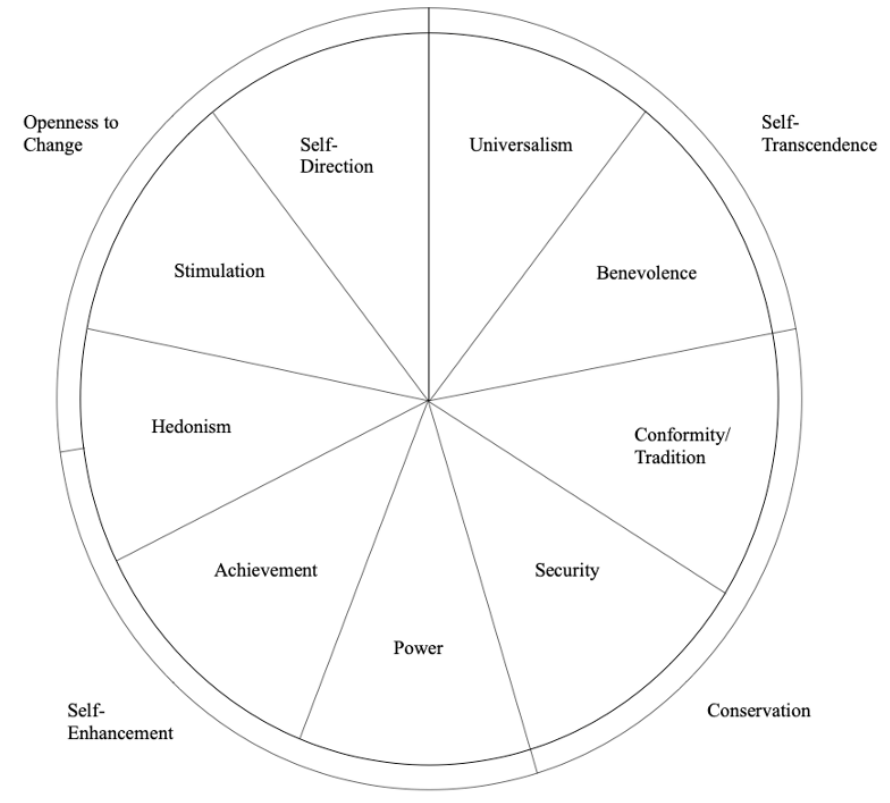 Openness to
Change
Self-
Transcendence
Self-
Direction
Universalism
Stimulation
Benevolence
Hedonism
Conformity/
Tradition
Achievement
Security
Power
Self-
Enhancement
Conservation